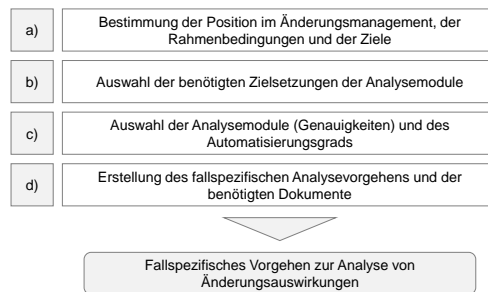 a)
Bestimmung der Position im Änderungsmanagement, der
Rahmenbedingungen und der Ziele
b)
Auswahl der benötigten Zielsetzungen der Analysemodule
c)
Auswahl der Analysemodule (Genauigkeiten) und des
Automatisierungsgrads
d)
Erstellung des fallspezifischen Analysevorgehens und der
benötigten Dokumente
Fallspezifisches Vorgehen zur Analyse von
Änderungsauswirkungen